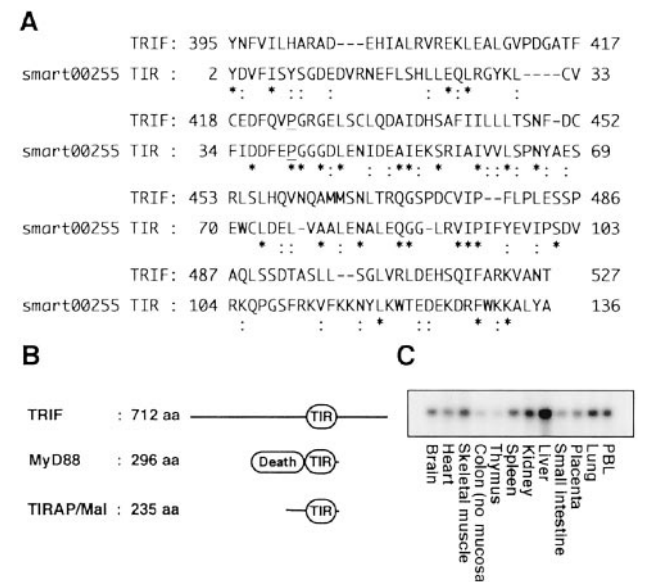 A
TRIF: 395 YNFVILHARAD---EHIALRVREKLEALGVPDGATF 417
smart00255 TIR : 2 YDVFISYSGDEDVRNEFLSHLLEQLRGYKL----CV 33
*: * :: : *:* :
TRIF: 418 CEDFQVPGRGELSCLQDAIDHSAFIILLLTSNF-DC 452
smart00255 TIR : 34 FIDDFEPGGGDLENIDEAIEKSRIAIVVLSPNYAES 69
* ** *:* : : **:* *::*: *: :
TRIF: 453 RLSLHQVNQAMMSNLTRQGSPDCVIP--FLPLESSP 486
smart00255 TIR : 70 EWCLDEL-VAALENALEQGG-LRVIPIFYEVIPSDV 103
* : : * : * ** *** : : *
TRIF: 487 AQLSSDTASLL--SGLVRLDEHSQIFARKVANT 527
smart00255 TIR : 104 RKQPGSFRKVFKKNYLKWTEDEKDRFWKKALYA 136
: : : * :: * :*
B
TRIF : 712 aa TIR
MyD88 : 296 aa Death TIR
TIRAP/Mal : 235 aa TIR
C
Brain
Heart
Skeletal muscle
Colon (no mucosa
Thymus
Spleen
Kidney
Liver
Small intestine
Placenta
Lung
PBL